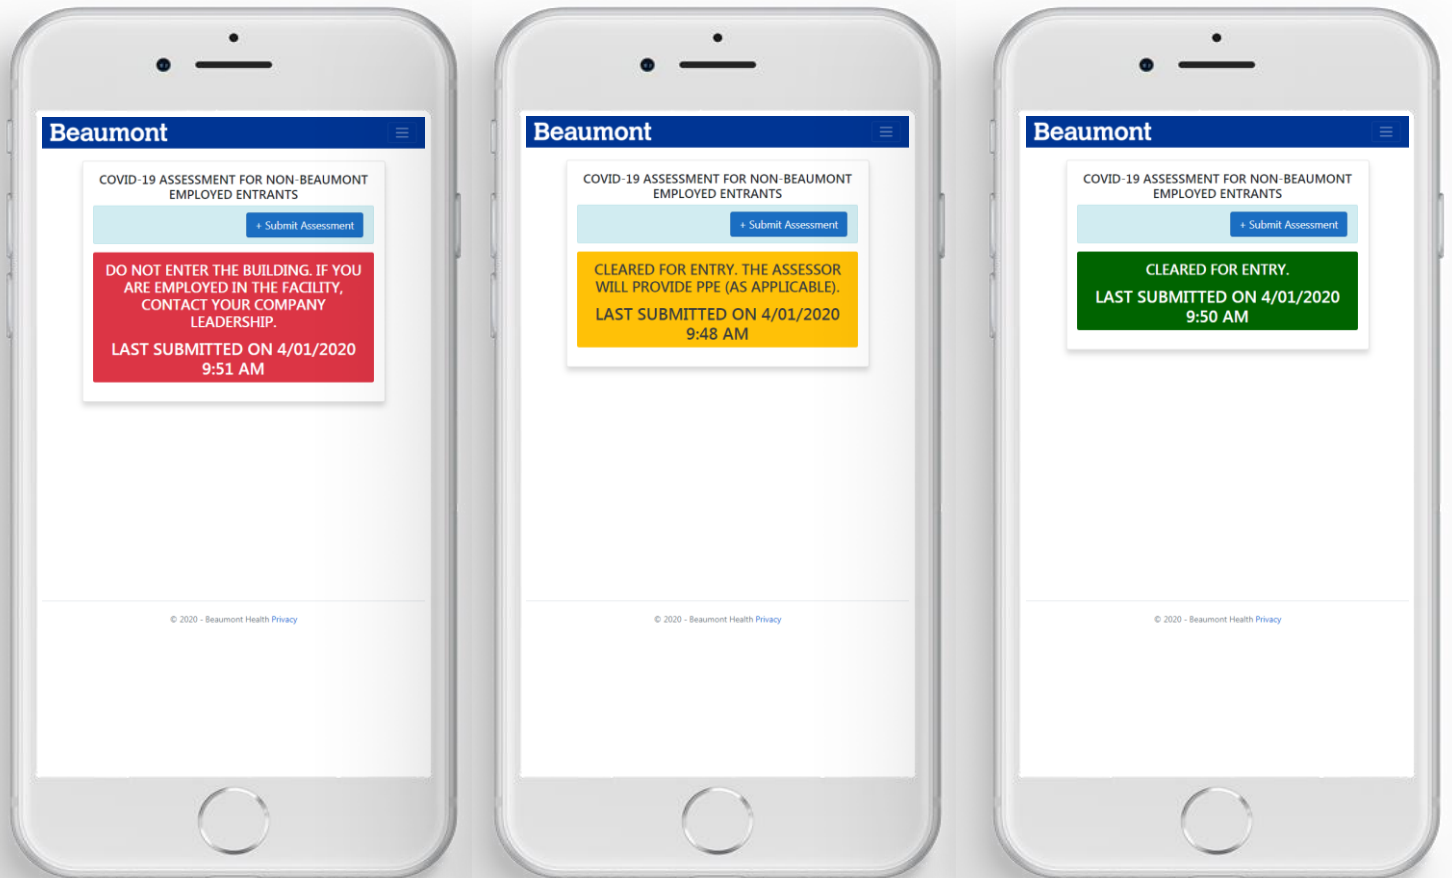 Beaumont
COVID-19 ASSESSMENT FOR NON-BEAUMONT
EMPLOYED ENTRANTS
+ Submit Assessment
DO NOT ENTER THE BUILDING. IF YOU
ARE EMPLOYED IN THE FACILITY,
CONTACT YOUR COMPANY
LEADERSHIP.
LAST SUBMITTED ON 4/01/2020
9:51 AM
© 2020 - Beaumont Health Privacy
Beaumont
COVID-19 ASSESSMENT FOR NON-BEAUMONT
EMPLOYED ENTRANTS
+ Submit Assessment
CLEARED FOR ENTRY. THE ASSESSOR
WILL PROVIDE PPE (AS APPLICABLE).
LAST SUBMITTED ON 4/01/2020
9:48 AM
© 2020 - Beaumont Health Privacy
Beaumont
COVID-19 ASSESSMENT FOR NON-BEAUMONT
EMPLOYED ENTRANTS
+ Submit Assessment
CLEARED FOR ENTRY.
LAST SUBMITTED ON 4/01/2020
9:50 AM
© 2020 - Beaumont Health Privacy